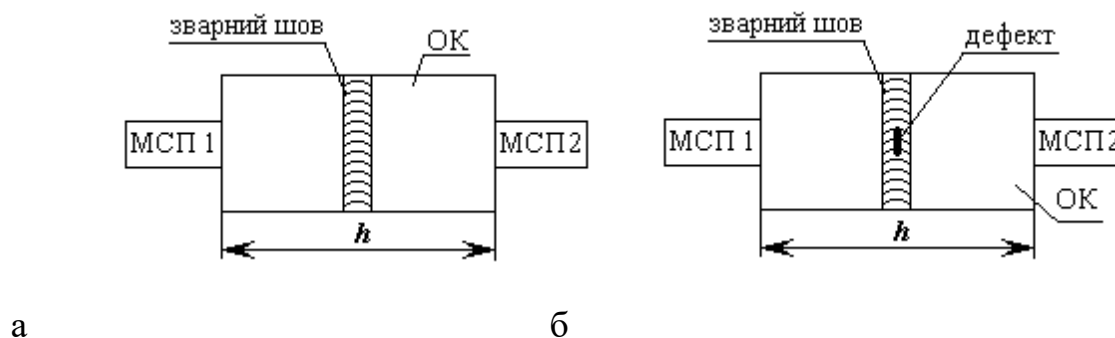 зварний шов
ОК
МСП 1
МСП2
h
а
зварний шов
дефект
МСП 1
МСП2
ОК
h
б